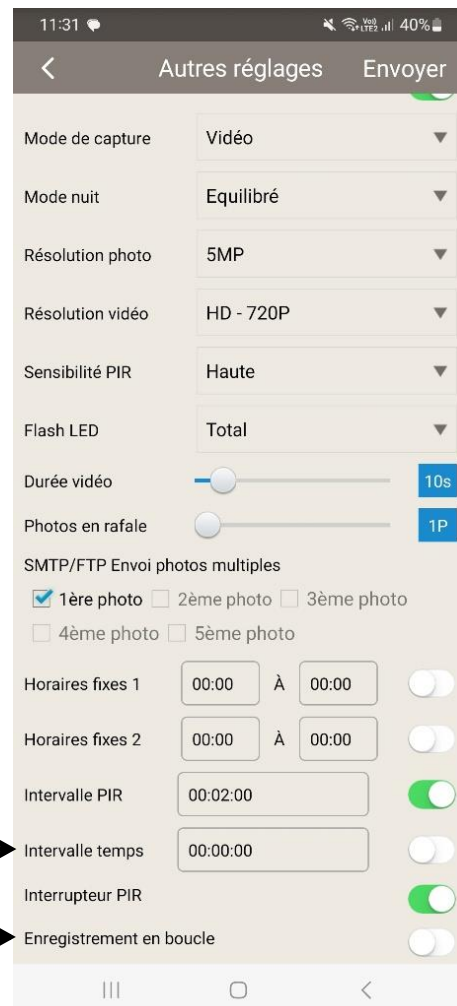 11:31 Vo)) LTE2 40%
Autres réglages Envoyer
Mode de capture Vidéo
Mode nuit Equilibré
Résolution photo 5MP
Résolution vidéo HD - 720P
Sensibilité PIR Haute
Flash LED Total
Durée vidéo 10s
Photos en rafale 1P
SMTP/FTP Envoi photos multiples
1ère photo 2ème photo 3ème photo
4ème photo 5ème photo
Horaires fixes 1 00:00 À 00:00
Horaires fixes 2 00:00 À 00:00
Intervalle PIR 00:02:00
Intervalle temps 00:00:00
Interrupteur PIR
Enregistrement en boucle